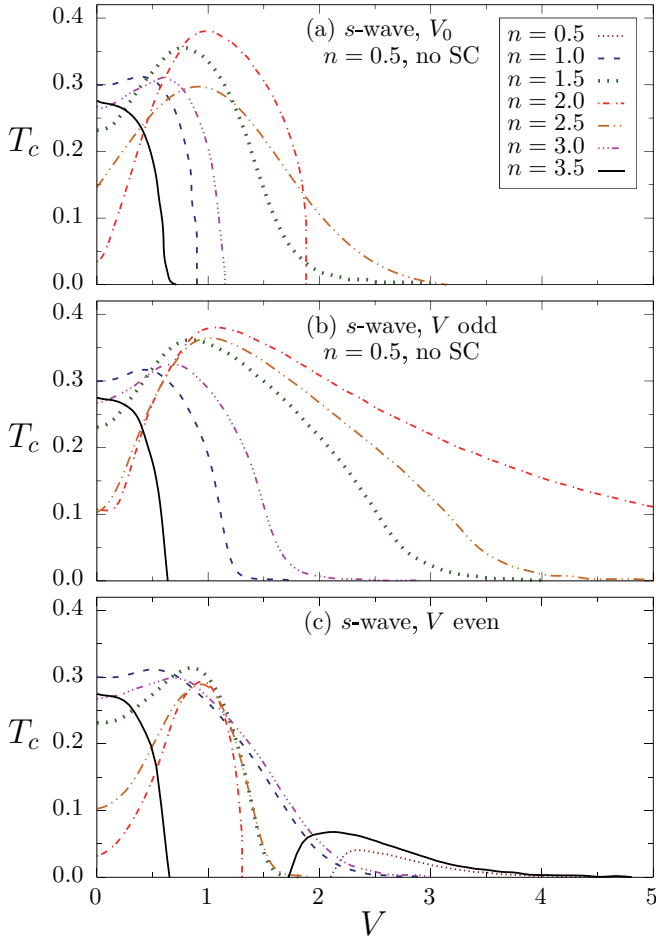 (a) s-wave, V₀
n = 0.5, no SC
n = 0.5
n = 1.0
n = 1.5
n = 2.0
n = 2.5
n = 3.0
n = 3.5
T_c
0.4
0.3
0.2
0.1
0.0
(b) s-wave, V odd
n = 0.5, no SC
T_c
0.4
0.3
0.2
0.1
0.0
(c) s-wave, V even
T_c
0.4
0.3
0.2
0.1
0.0
0 1 2 3 4 5
V